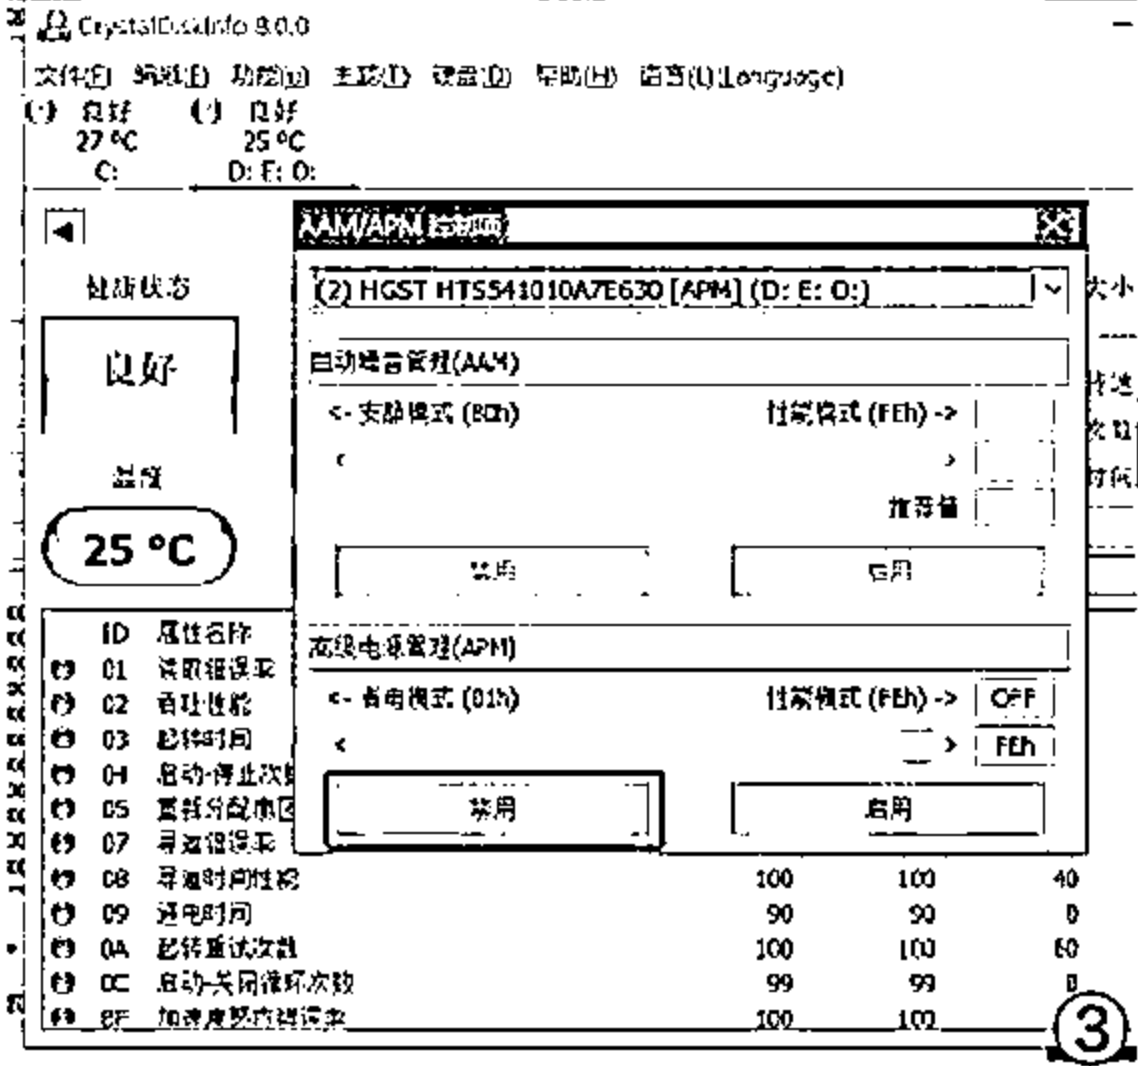 CrystalDiskInfo 8.0.0
文件(F) 编辑(E) 功能(u) 主题(T) 硬盘(D) 帮助(H) 语言(L)(Language)
良好 良好
27 °C 25 °C
C: D: E: O:
AAM/APM 控制面
健康状态
(2) HGST HTS541010A7E630 [APM] (D: E: O:)
大小
良好
自动噪音管理(AAM)
<- 安静模式 (80h) 性能模式 (FEh) ->
温度
推荐值
25 °C
禁用 启用
ID 属性名称
高级电源管理(APM)
01 读取错误率
02 吞吐性能
<- 省电模式 (01h) 性能模式 (FEh) -> OFF
03 起转时间
FEh
04 启动-停止次数
05 重新分配扇区
禁用 启用
07 寻道错误率
08 寻道时间性能 100 100 40
09 通电时间 90 90 0
0A 起转重试次数 100 100 60
0C 启动-关闭循环次数 99 99 0
BF 加速度感应错误率 100 100
3